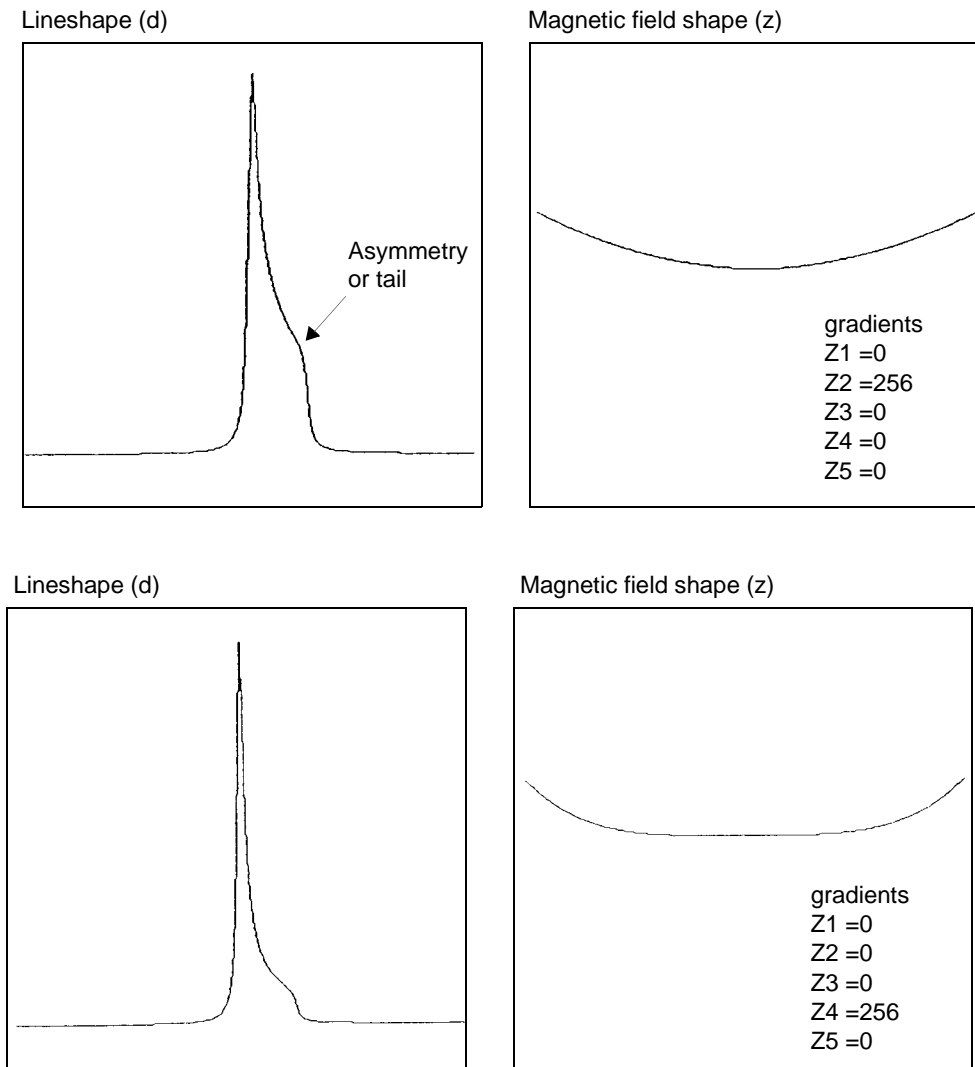 Lineshape (d)
Magnetic field shape (z)
Asymmetry
or tail
gradients
Z1 =0
Z2 =256
Z3 =0
Z4 =0
Z5 =0
Lineshape (d)
Magnetic field shape (z)
gradients
Z1 =0
Z2 =0
Z3 =0
Z4 =256
Z5 =0